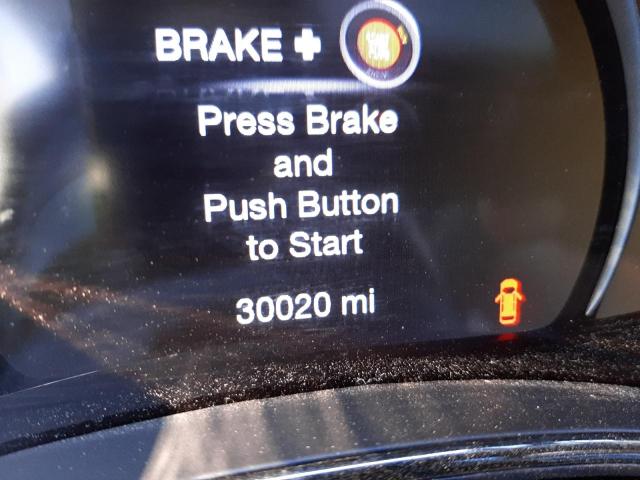 BRAKE +
Press Brake
and
Push Button
to Start
30020 mi